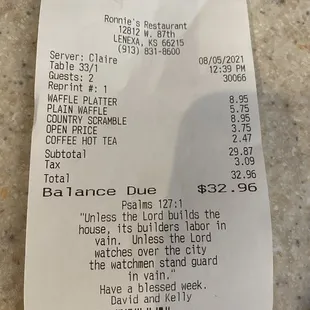 Ronnie's Restaurant
12812 W. 87th
LENEXA, KS 66215
(913) 831-8600
Server: Claire 08/05/2021
Table 33/1 12:39 PM
Guests: 2 30066
Reprint #: 1
WAFFLE PLATTER 8.95
PLAIN WAFFLE 5.75
COUNTRY SCRAMBLE 8.95
OPEN PRICE 3.75
COFFEE HOT TEA 2.47
Subtotal 29.87
Tax 3.09
Total 32.96
Balance Due $32.96
Psalms 127:1
"Unless the Lord builds the
house, its builders labor in
vain. Unless the Lord
watches over the city
the watchmen stand guard
in vain."
Have a blessed week.
David and Kelly